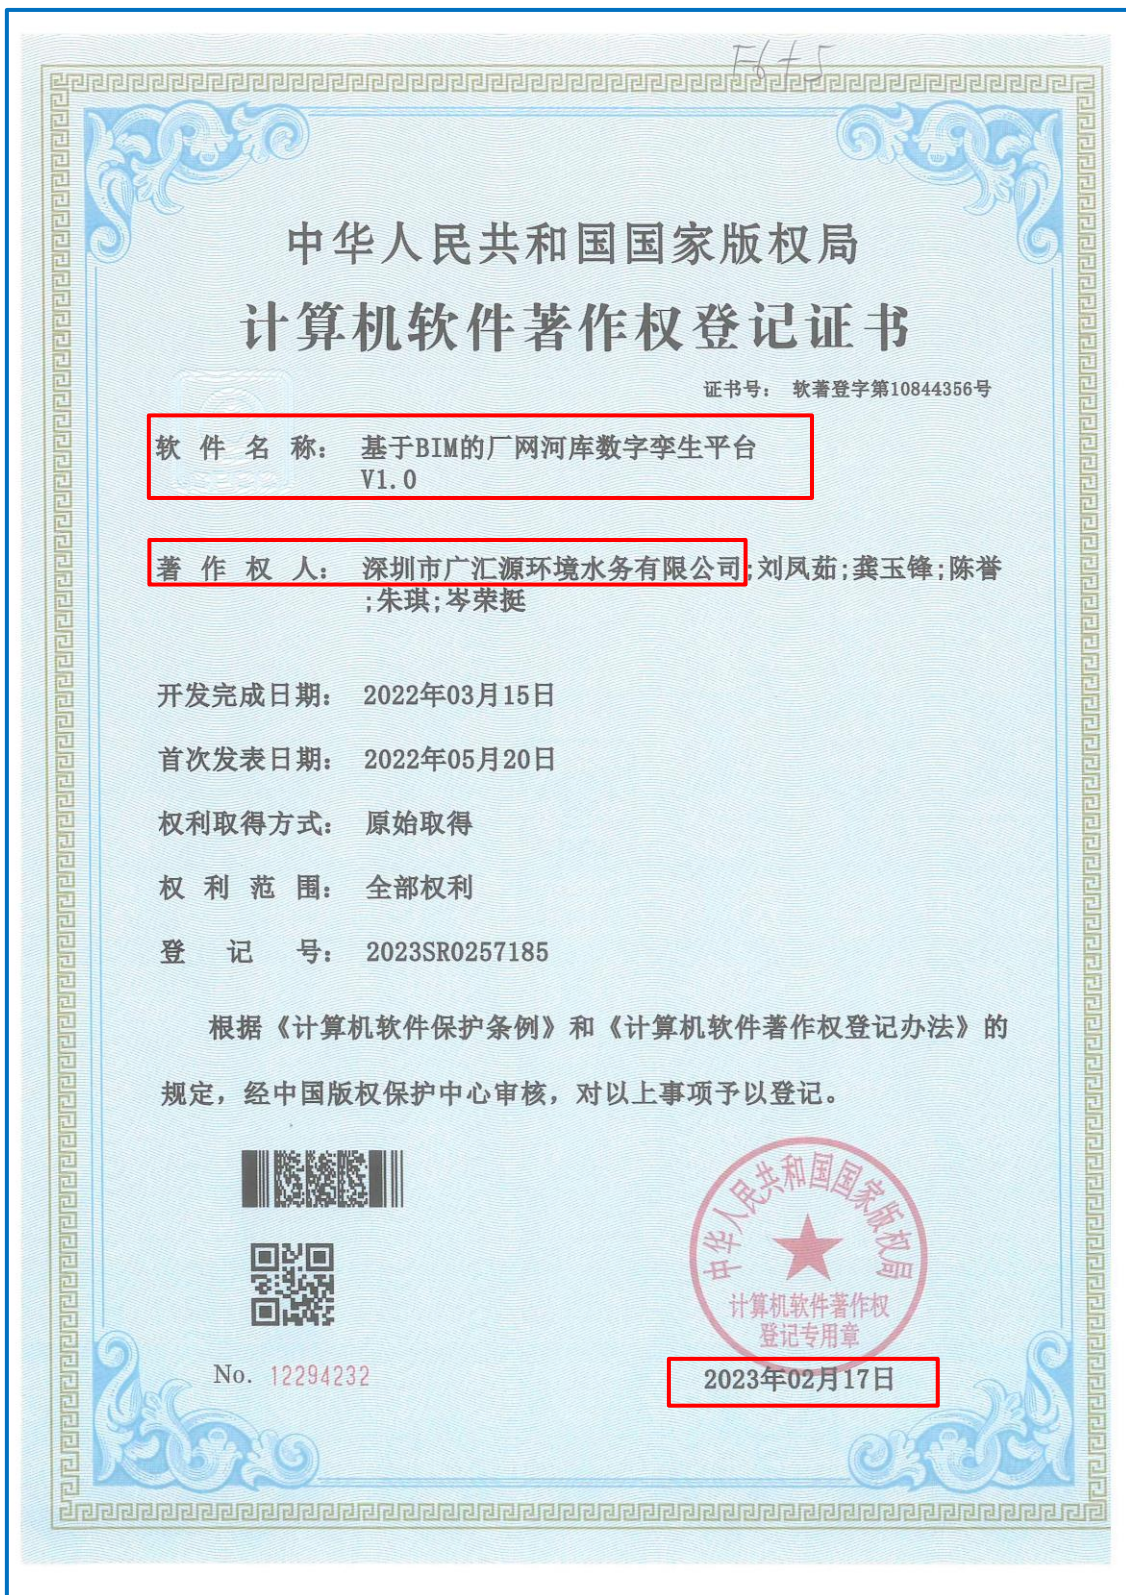 中华人民共和国国家版权局
计算机软件著作权登记证书
证书号： 软著登字第10844356号
软件名称： 基于BIM的厂网河库数字孪生平台
V1.0
著作权人： 深圳市广汇源环境水务有限公司;刘凤茹;龚玉锋;陈誉
;朱琪;岑荣挺
开发完成日期： 2022年03月15日
首次发表日期： 2022年05月20日
权利取得方式： 原始取得
权利范围： 全部权利
登记号： 2023SR0257185
根据《计算机软件保护条例》和《计算机软件著作权登记办法》的
规定，经中国版权保护中心审核，对以上事项予以登记。
中华人民共和国国家版权局
计算机软件著作权
登记专用章
No. 12294232
2023年02月17日